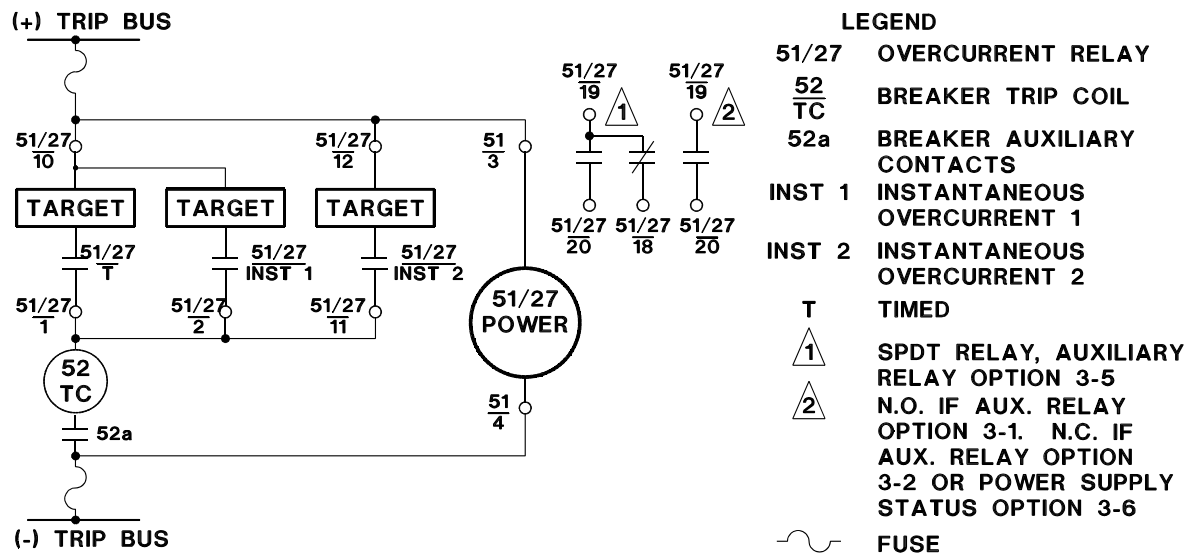 (+) TRIP BUS
51/27
10
51/27
12
51
3
TARGET
TARGET
TARGET
51/27
T
51/27
INST 1
51/27
INST 2
51/27
1
51/27
2
51/27
11
51/27
POWER
52
TC
51
4
52a
(-) TRIP BUS
51/27
19
1
51/27
19
2
51/27
20
51/27
18
51/27
20
LEGEND
51/27 OVERCURRENT RELAY
52
TC
BREAKER TRIP COIL
52a BREAKER AUXILIARY
CONTACTS
INST 1 INSTANTANEOUS
OVERCURRENT 1
INST 2 INSTANTANEOUS
OVERCURRENT 2
T TIMED
1 SPDT RELAY, AUXILIARY
RELAY OPTION 3-5
2 N.O. IF AUX. RELAY
OPTION 3-1. N.C. IF
AUX. RELAY OPTION
3-2 OR POWER SUPPLY
STATUS OPTION 3-6
FUSE